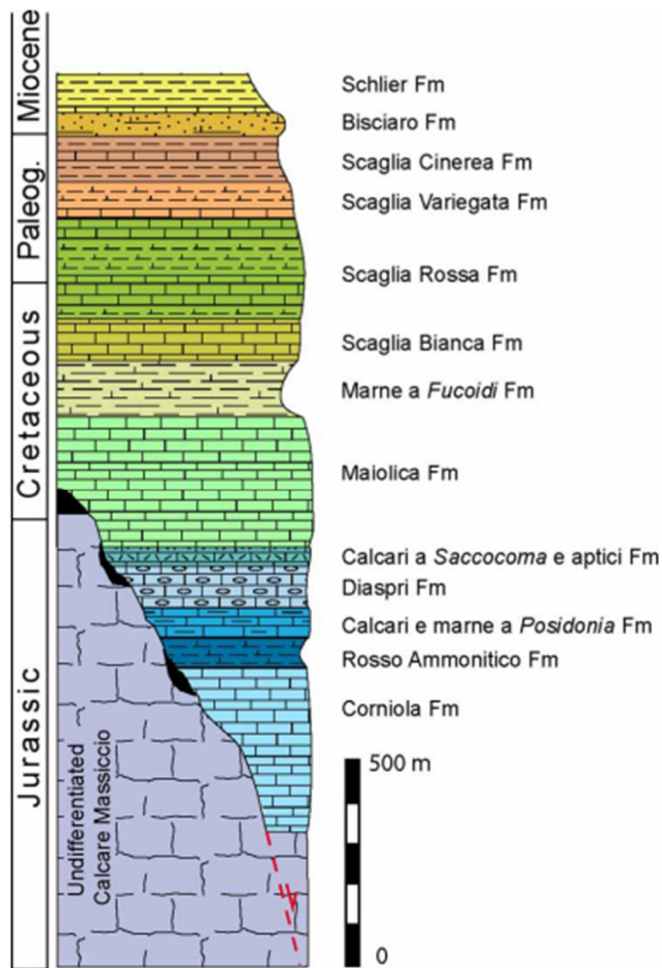 Miocene
Paleog.
Cretaceous
Jurassic
Schlier Fm
Bisciaro Fm
Scaglia Cinerea Fm
Scaglia Variegata Fm
Scaglia Rossa Fm
Scaglia Bianca Fm
Marne a Fucoidi Fm
Maiolica Fm
Calcari a Saccocoma e aptici Fm
Diaspri Fm
Calcari e marne a Posidonia Fm
Rosso Ammonitico Fm
Corniola Fm
Undifferentiated
Calcare Massiccio
500 m
0